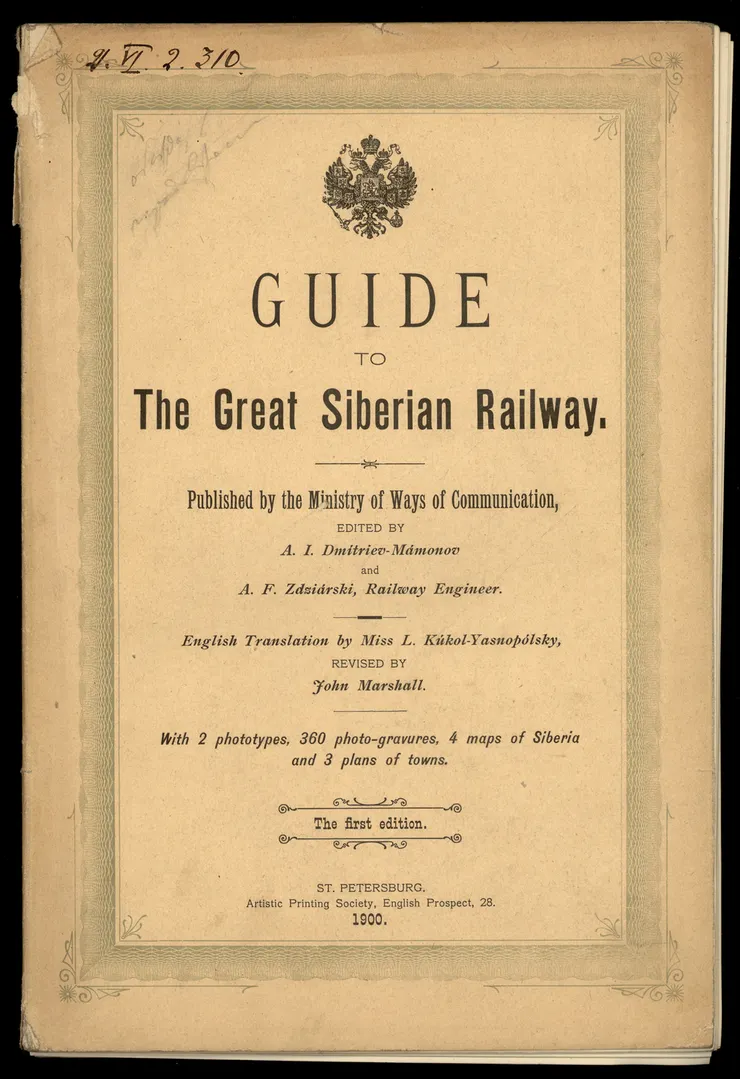 VI. 2. 310.
GUIDE
TO
The Great Siberian Railway.
Published by the Ministry of Ways of Communication,
EDITED BY
A. I. Dmítriev-Mámonov
and
A. F. Zdziárski, Railway Engineer.
English Translation by Miss L. Kúkol-Yasnopólsky,
REVISED BY
John Marshall.
With 2 phototypes, 360 photo-gravures, 4 maps of Siberia
and 3 plans of towns.
The first edition.
ST. PETERSBURG.
Artistic Printing Society, English Prospect, 28.
1900.